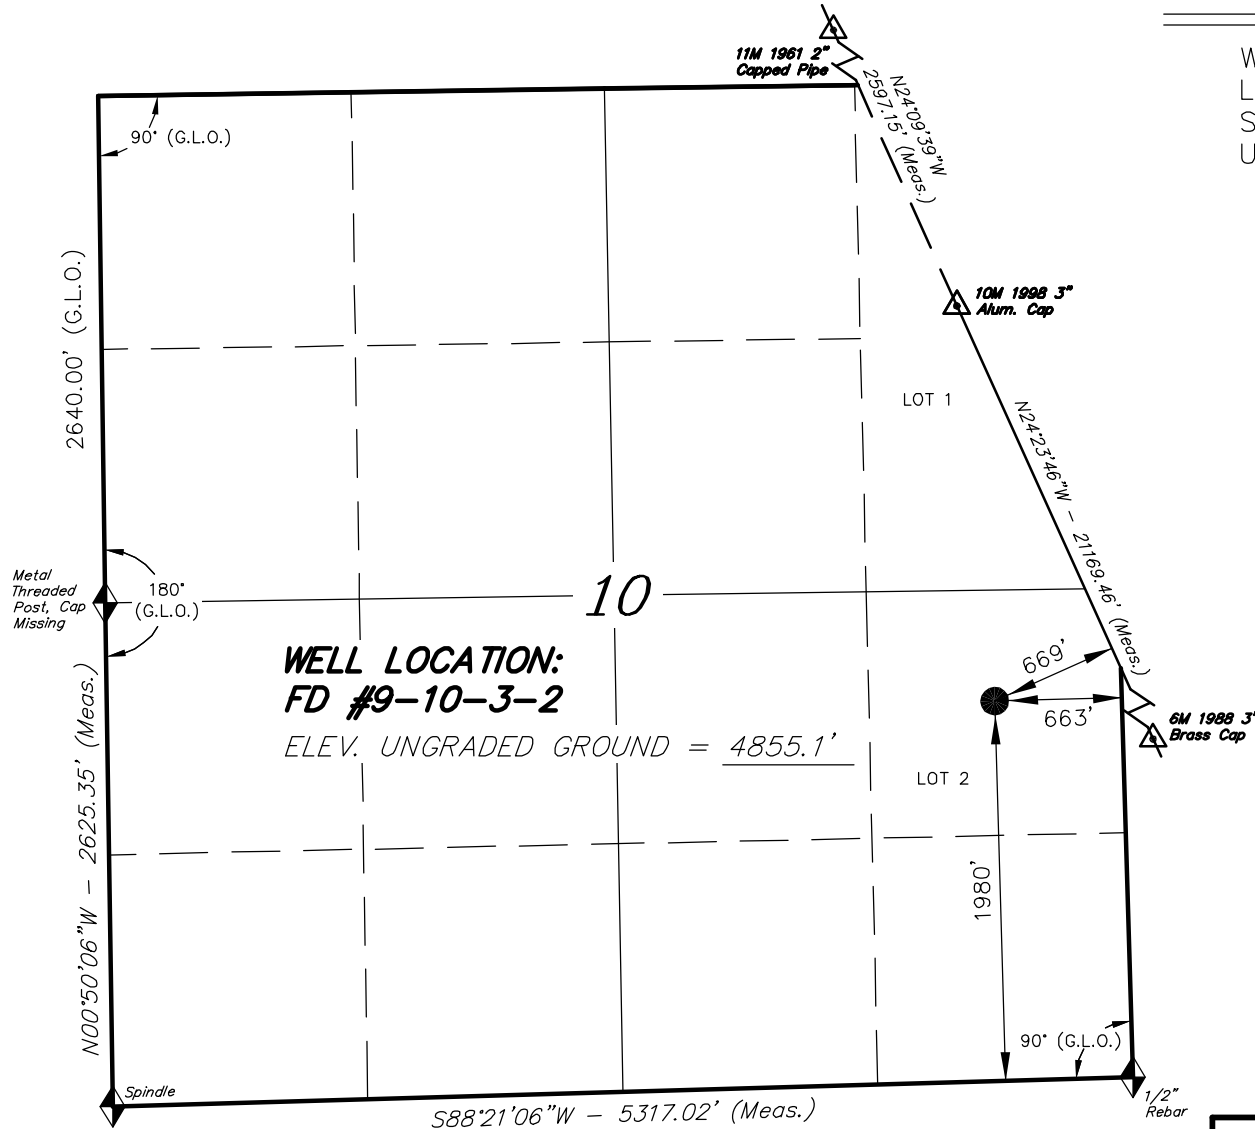 11M 1961 2"
Capped Pipe
N24°09'39"W
2597.15' (Meas.)
W
L
S
U
90° (G.L.O.)
2640.00' (G.L.O.)
10M 1998 3"
Alum. Cap
LOT 1
N24°23'46"W - 21169.46' (Meas.)
Metal
Threaded
Post, Cap
Missing
180°
(G.L.O.)
10
WELL LOCATION:
FD #9-10-3-2
ELEV. UNGRADED GROUND = 4855.1'
669'
663'
6M 1988 3"
Brass Cap
LOT 2
N00°50'06"W - 2625.35' (Meas.)
1980'
90° (G.L.O.)
Spindle
1/2"
Rebar
S88°21'06"W - 5317.02' (Meas.)